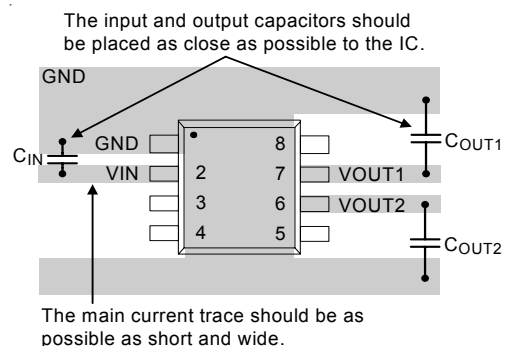 The input and output capacitors should
be placed as close as possible to the IC.
GND
GND
8
CIN
COUT1
VIN
2
7
VOUT1
3
6
VOUT2
4
5
COUT2
The main current trace should be as
possible as short and wide.